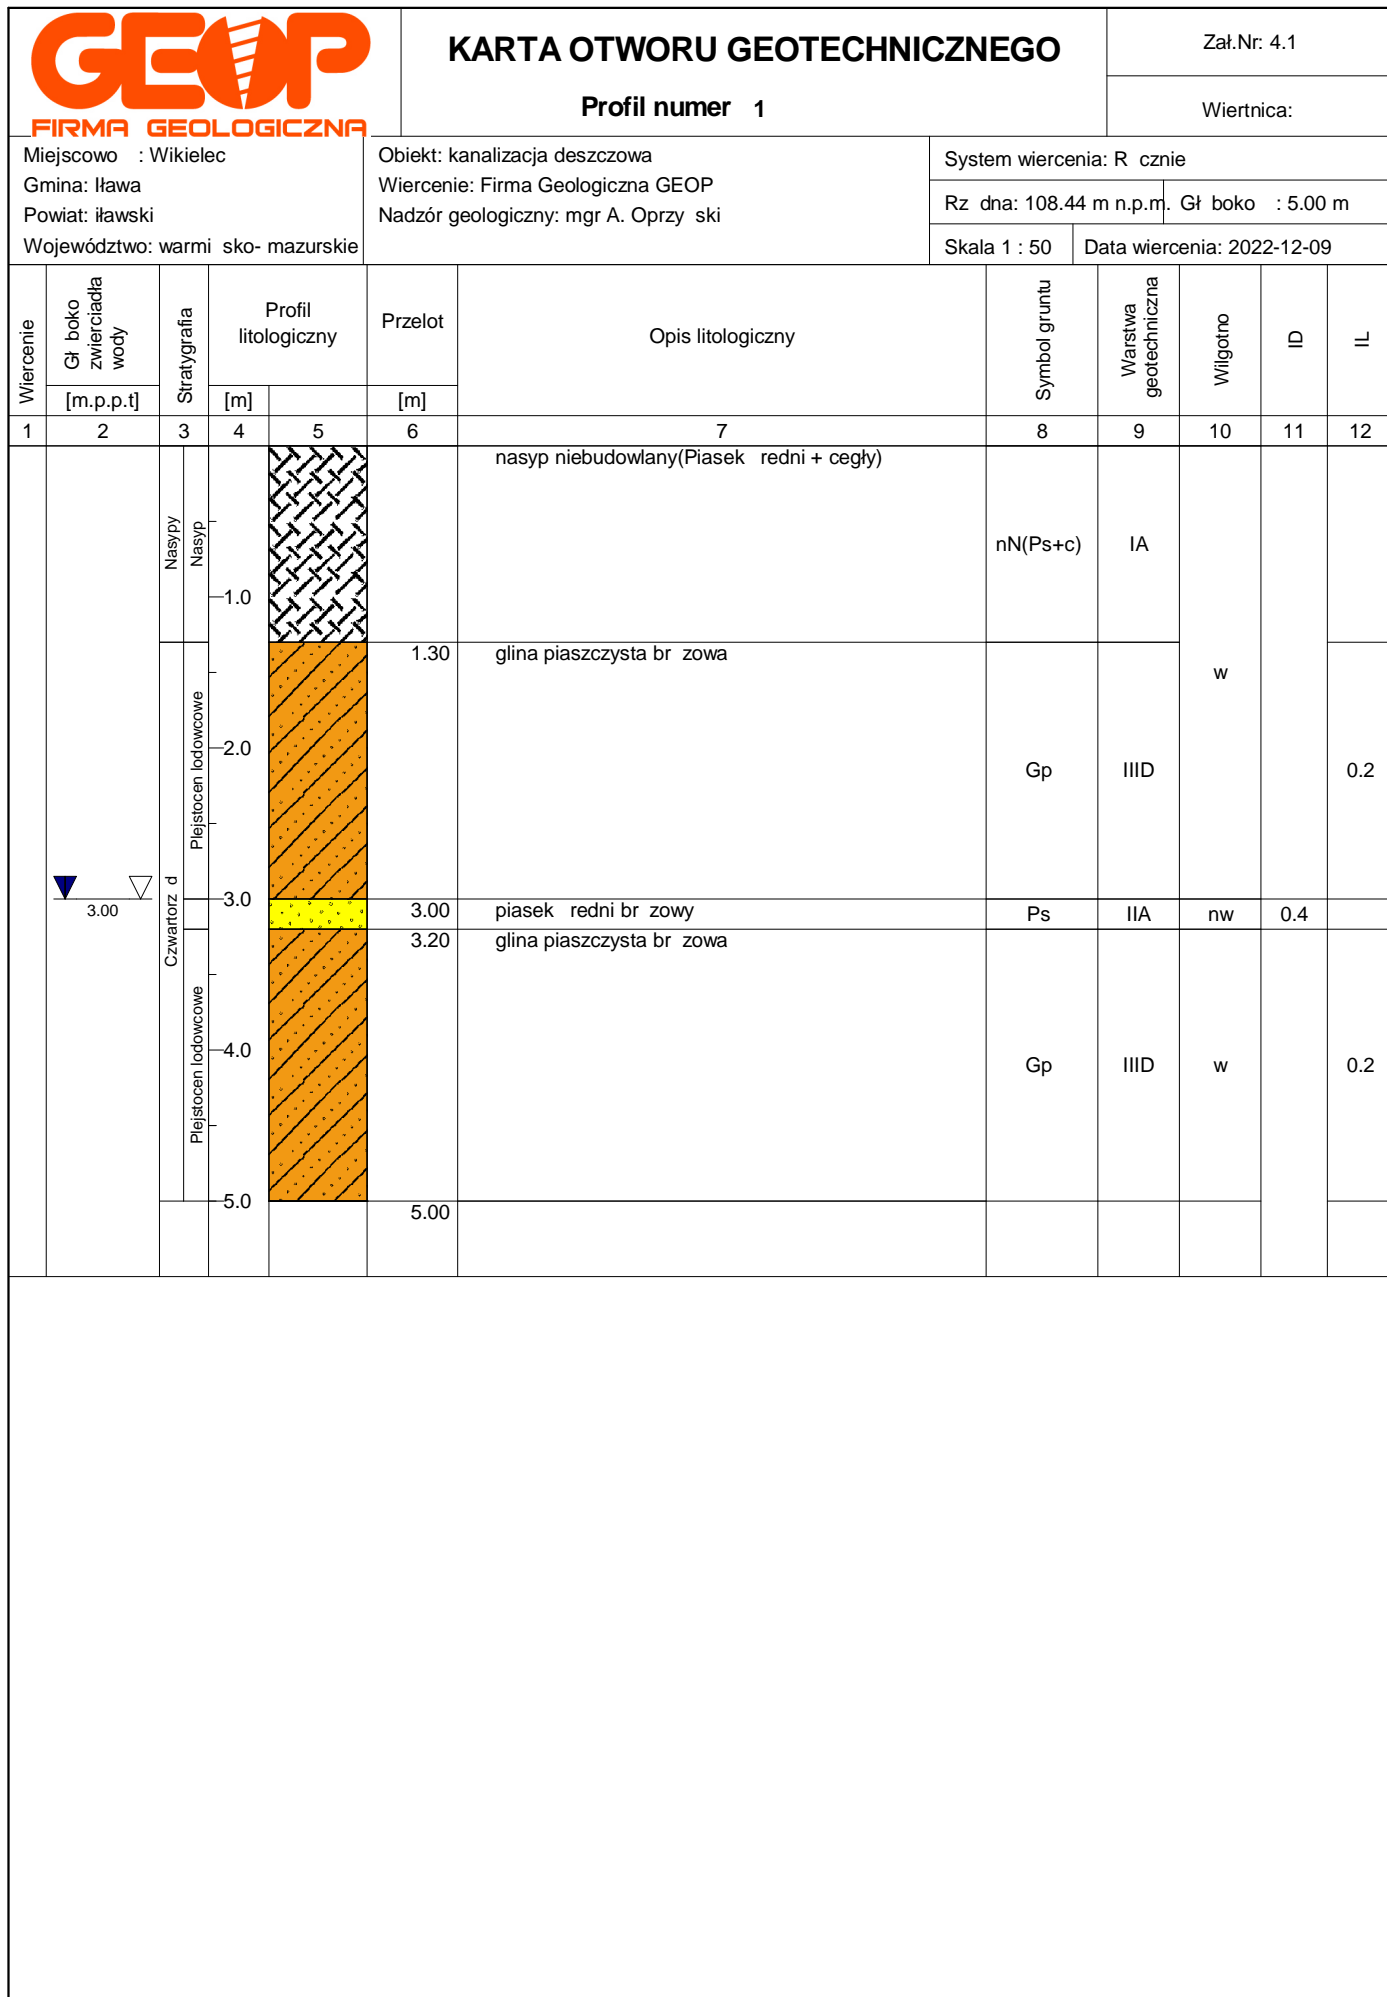 GEOP
FIRMA GEOLOGICZNA
KARTA OTWORU GEOTECHNICZNEGO
Profil numer 1
Zał.Nr: 4.1
Wiertnica:
Miejscowo : Wikielec
Gmina: Iława
Powiat: iławski
Województwo: warmi sko- mazurskie
Obiekt: kanalizacja deszczowa
Wiercenie: Firma Geologiczna GEOP
Nadzór geologiczny: mgr A. Oprzy ski
System wiercenia: R cznie
Rz dna: 108.44 m n.p.m. Gł boko : 5.00 m
Skala 1 : 50 Data wiercenia: 2022-12-09
Wiercenie
Gł boko
zwierciadła
wody
[m.p.p.t]
Stratygrafia
Profil
litologiczny
[m]
Przelot
[m]
Opis litologiczny
Symbol gruntu
Warstwa
geotechniczna
Wilgotno
ID
IL
1 2 3 4 5 6 7 8 9 10 11 12
Nasypy
Nasyp
nasyp niebudowlany(Piasek redni + cegły)
nN(Ps+c) IA
1.0
1.30 glina piaszczysta br zowa
w
Plejstocen lodowcowe
2.0
Gp IIID 0.2
Czwartorz d
3.00
3.0
3.00 piasek redni br zowy Ps IIA nw 0.4
3.20 glina piaszczysta br zowa
Plejstocen lodowcowe
4.0
Gp IIID w 0.2
5.0
5.00